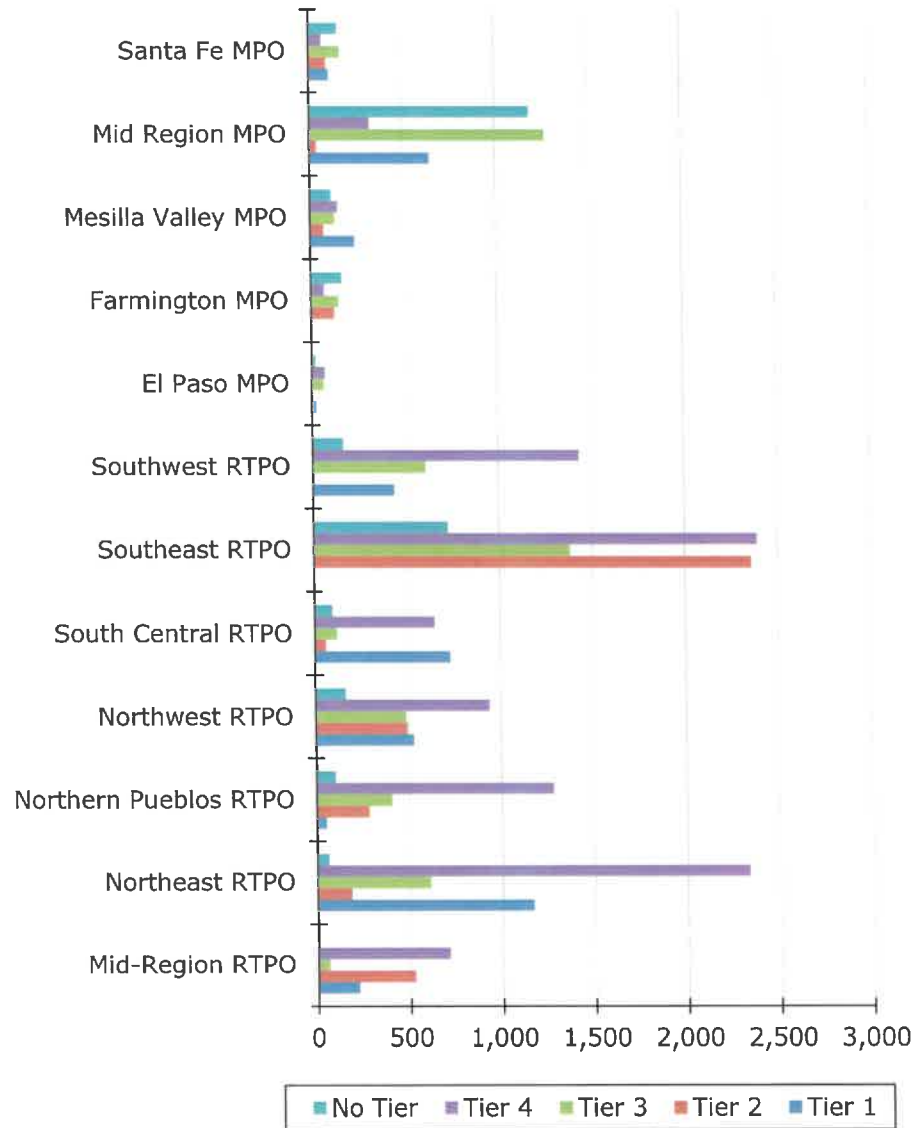 Santa Fe MPO
Mid Region MPO
Mesilla Valley MPO
Farmington MPO
El Paso MPO
Southwest RTPO
Southeast RTPO
South Central RTPO
Northwest RTPO
Northern Pueblos RTPO
Northeast RTPO
Mid-Region RTPO
0 500 1,000 1,500 2,000 2,500 3,000
No Tier Tier 4 Tier 3 Tier 2 Tier 1